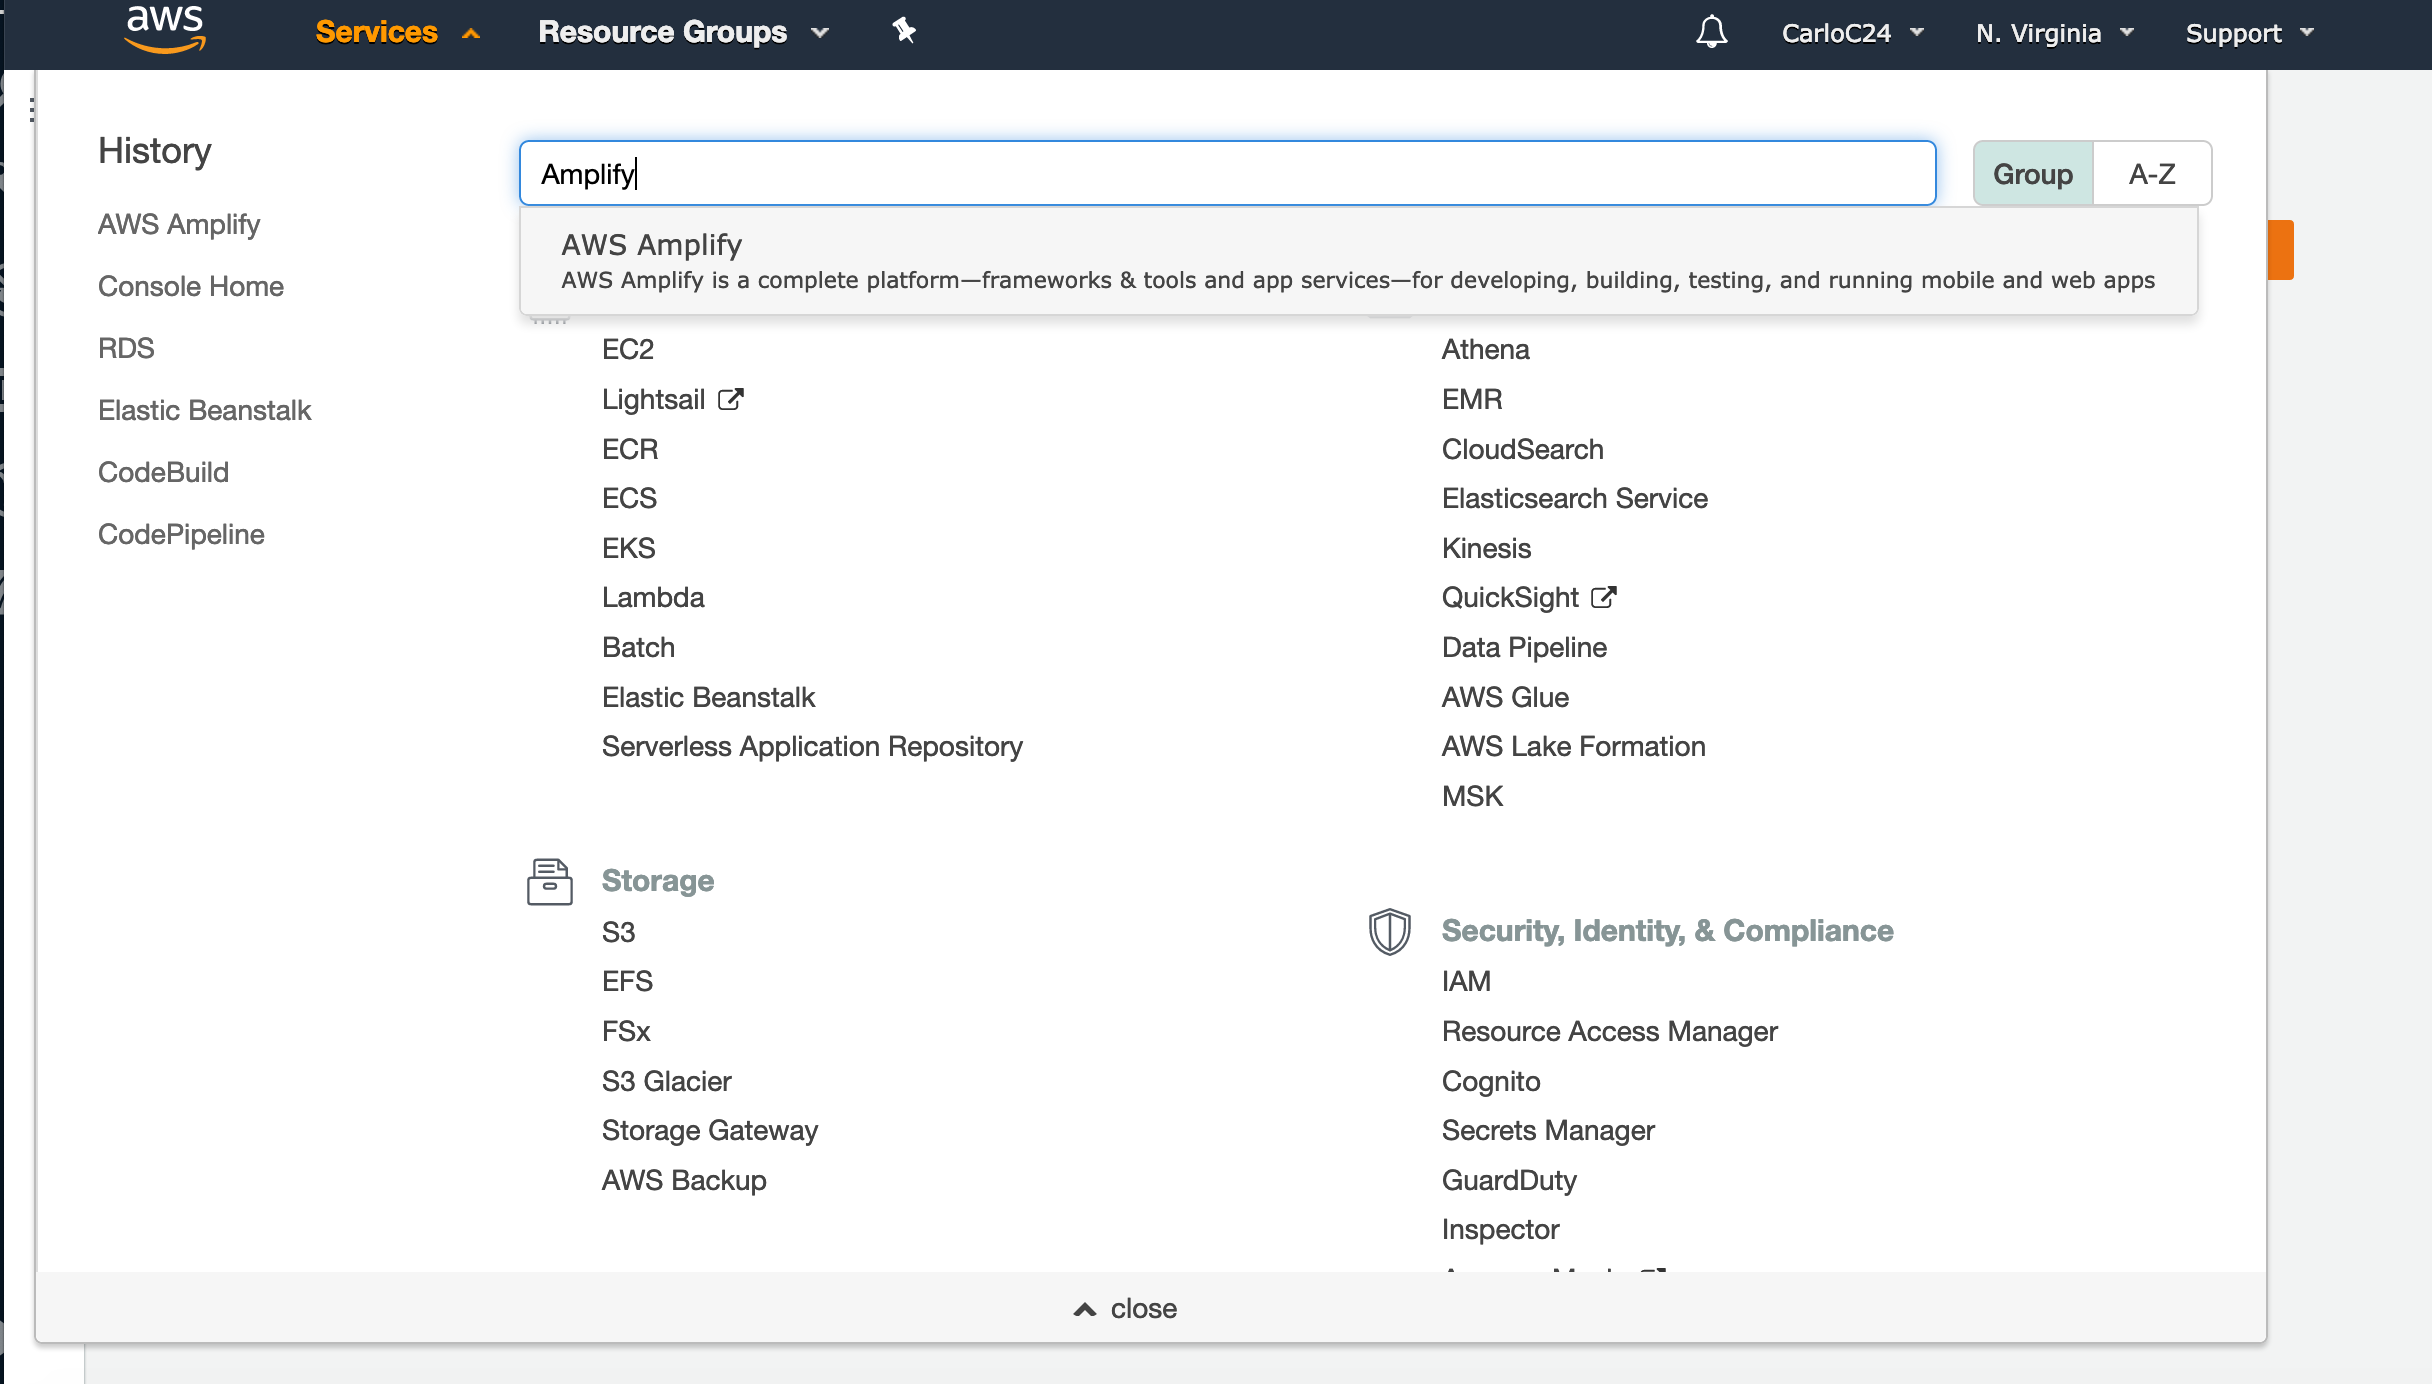 aws
Services
Resource Groups
CarloC24
N. Virginia
Support
History
AWS Amplify
Console Home
RDS
Elastic Beanstalk
CodeBuild
CodePipeline
Amplify
Group
A-Z
AWS Amplify
AWS Amplify is a complete platform—frameworks & tools and app services—for developing, building, testing, and running mobile and web apps
EC2
Lightsail
ECR
ECS
EKS
Lambda
Batch
Elastic Beanstalk
Serverless Application Repository
Storage
S3
EFS
FSx
S3 Glacier
Storage Gateway
AWS Backup
Athena
EMR
CloudSearch
Elasticsearch Service
Kinesis
QuickSight
Data Pipeline
AWS Glue
AWS Lake Formation
MSK
Security, Identity, & Compliance
IAM
Resource Access Manager
Cognito
Secrets Manager
GuardDuty
Inspector
close